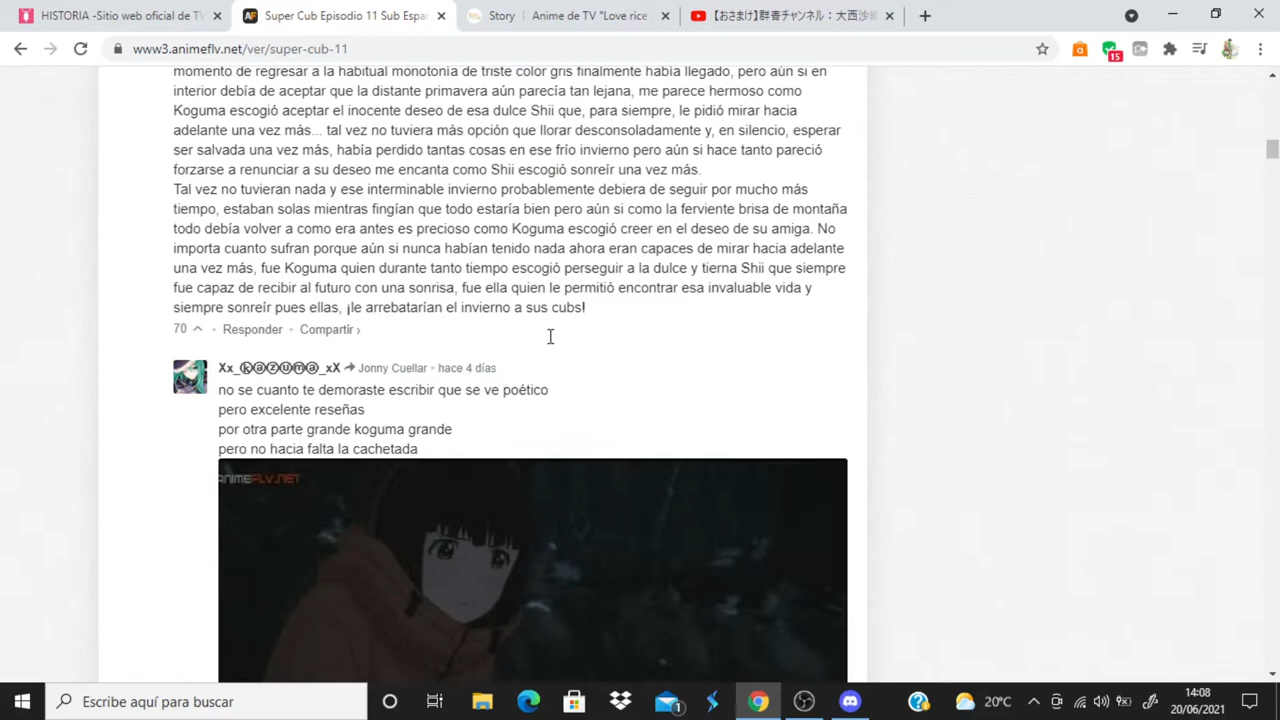 HISTORIA -Sitio web oficial de TV
Super Cub Episodio 11 Sub Espa
Story | Anime de TV "Love rice
【おさまけ】群青チャンネル：大西沙織
www3.animeflv.net/ver/super-cub-11
15
momento de regresar a la habitual monotonía de triste color gris finalmente había llegado, pero aún si en
interior debía de aceptar que la distante primavera aún parecía tan lejana, me parece hermoso como
Koguma escogió aceptar el inocente deseo de esa dulce Shii que, para siempre, le pidió mirar hacia
adelante una vez más... tal vez no tuviera más opción que llorar desconsoladamente y, en silencio, esperar
ser salvada una vez más, había perdido tantas cosas en ese frío invierno pero aún si hace tanto pareció
forzarse a renunciar a su deseo me encanta como Shii escogió sonreír una vez más.
Tal vez no tuvieran nada y ese interminable invierno probablemente debiera de seguir por mucho más
tiempo, estaban solas mientras fingían que todo estaría bien pero aún si como la ferviente brisa de montaña
todo debía volver a como era antes es precioso como Koguma escogió creer en el deseo de su amiga. No
importa cuanto sufran porque aún si nunca habían tenido nada ahora eran capaces de mirar hacia adelante
una vez más, fue Koguma quien durante tanto tiempo escogió perseguir a la dulce y tierna Shii que siempre
fue capaz de recibir al futuro con una sonrisa, fue ella quien le permitió encontrar esa invaluable vida y
siempre sonreír pues ellas, ¡le arrebatarían el invierno a sus cubs!
70 • Responder • Compartir ›
Xx_ⓚⓐⓩⓤⓜⓐ_xX Jonny Cuellar • hace 4 días
no se cuanto te demoraste escribir que se ve poético
pero excelente reseñas
por otra parte grande koguma grande
pero no hacia falta la cachetada
ANIMEFLV.NET
Escribe aquí para buscar
1
20°C
14:08
20/06/2021